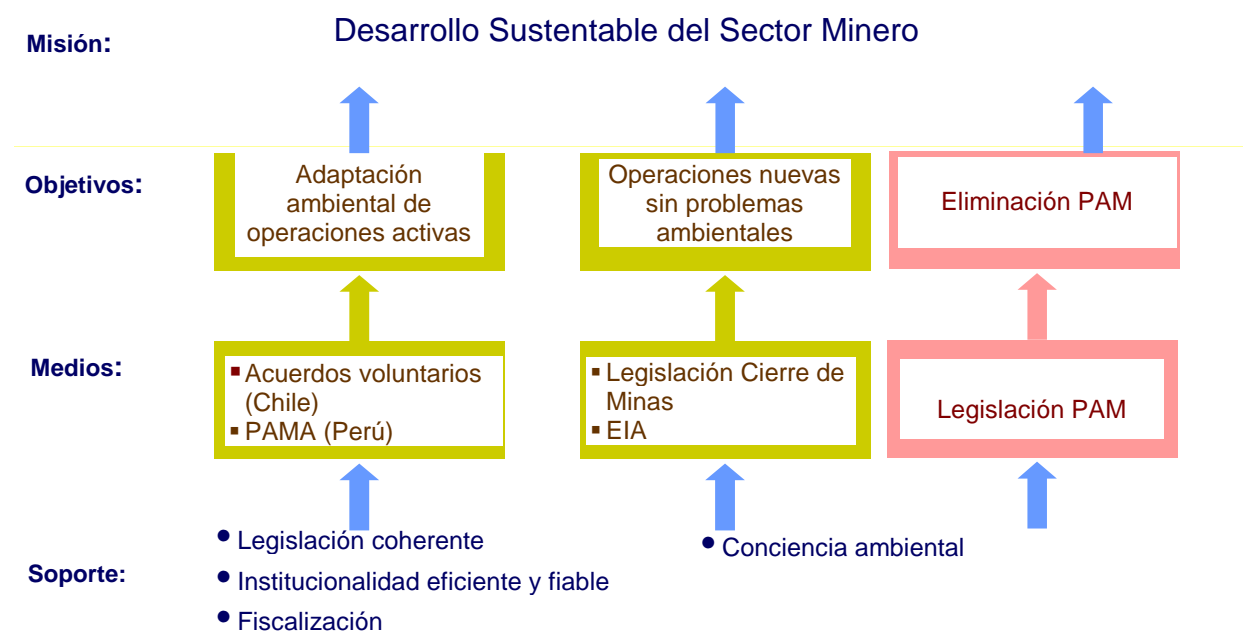 Misión:
Desarrollo Sustentable del Sector Minero
Objetivos:
Adaptación
ambiental de
operaciones activas
Operaciones nuevas
sin problemas
ambientales
Eliminación PAM
Medios:
▪ Acuerdos voluntarios
(Chile)
▪ PAMA (Perú)
▪ Legislación Cierre de
Minas
▪ EIA
Legislación PAM
Soporte:
• Legislación coherente
• Institucionalidad eficiente y fiable
• Fiscalización
• Conciencia ambiental